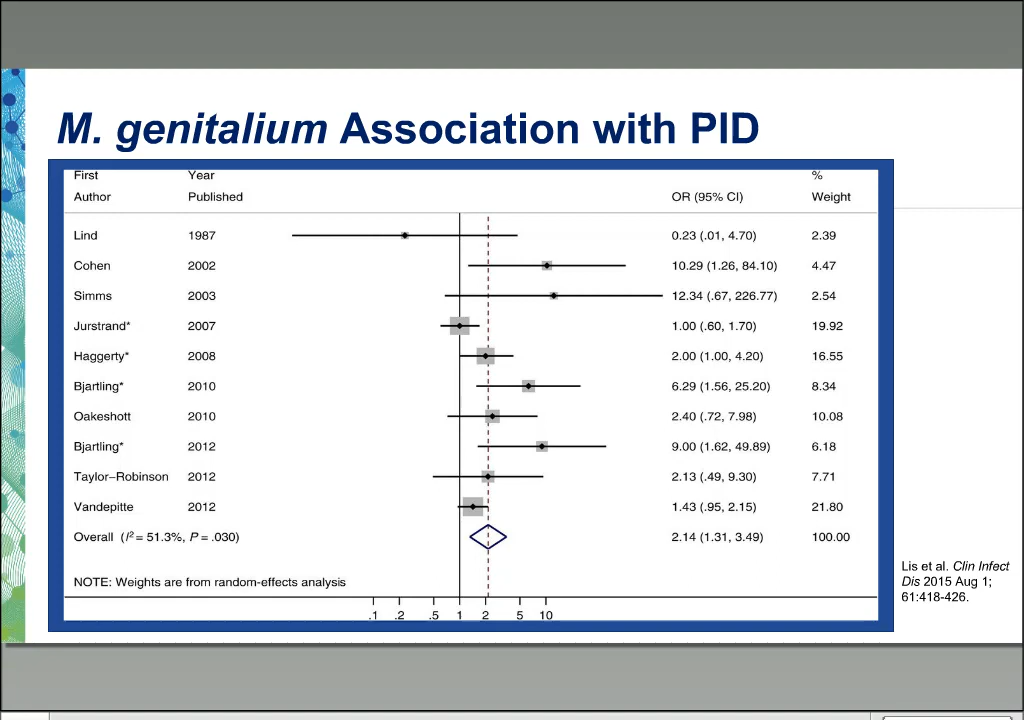 M. genitalium Association with PID
First Year %
Author Published OR (95% CI) Weight
Lind 1987 0.23 (.01, 4.70) 2.39
Cohen 2002 10.29 (1.26, 84.10) 4.47
Simms 2003 12.34 (.67, 226.77) 2.54
Jurstrand* 2007 1.00 (.60, 1.70) 19.92
Haggerty* 2008 2.00 (1.00, 4.20) 16.55
Bjartling* 2010 6.29 (1.56, 25.20) 8.34
Oakeshott 2010 2.40 (.72, 7.98) 10.08
Bjartling* 2012 9.00 (1.62, 49.89) 6.18
Taylor–Robinson 2012 2.13 (.49, 9.30) 7.71
Vandepitte 2012 1.43 (.95, 2.15) 21.80
Overall (I² = 51.3%, P = .030) 2.14 (1.31, 3.49) 100.00
NOTE: Weights are from random-effects analysis
.1 .2 .5 1 2 5 10
Lis et al. Clin Infect
Dis 2015 Aug 1;
61:418-426.